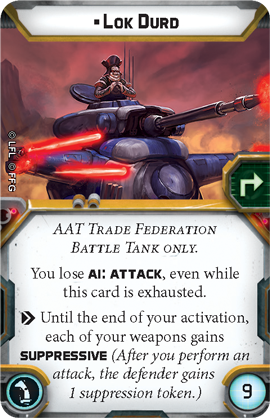 • Lok Durd
© LFL © FFG
AAT Trade Federation
Battle Tank only.
You lose AI: Attack, even while
this card is exhausted.
Until the end of your activation,
each of your weapons gains
Suppressive (After you perform an
attack, the defender gains
1 suppression token.)
9